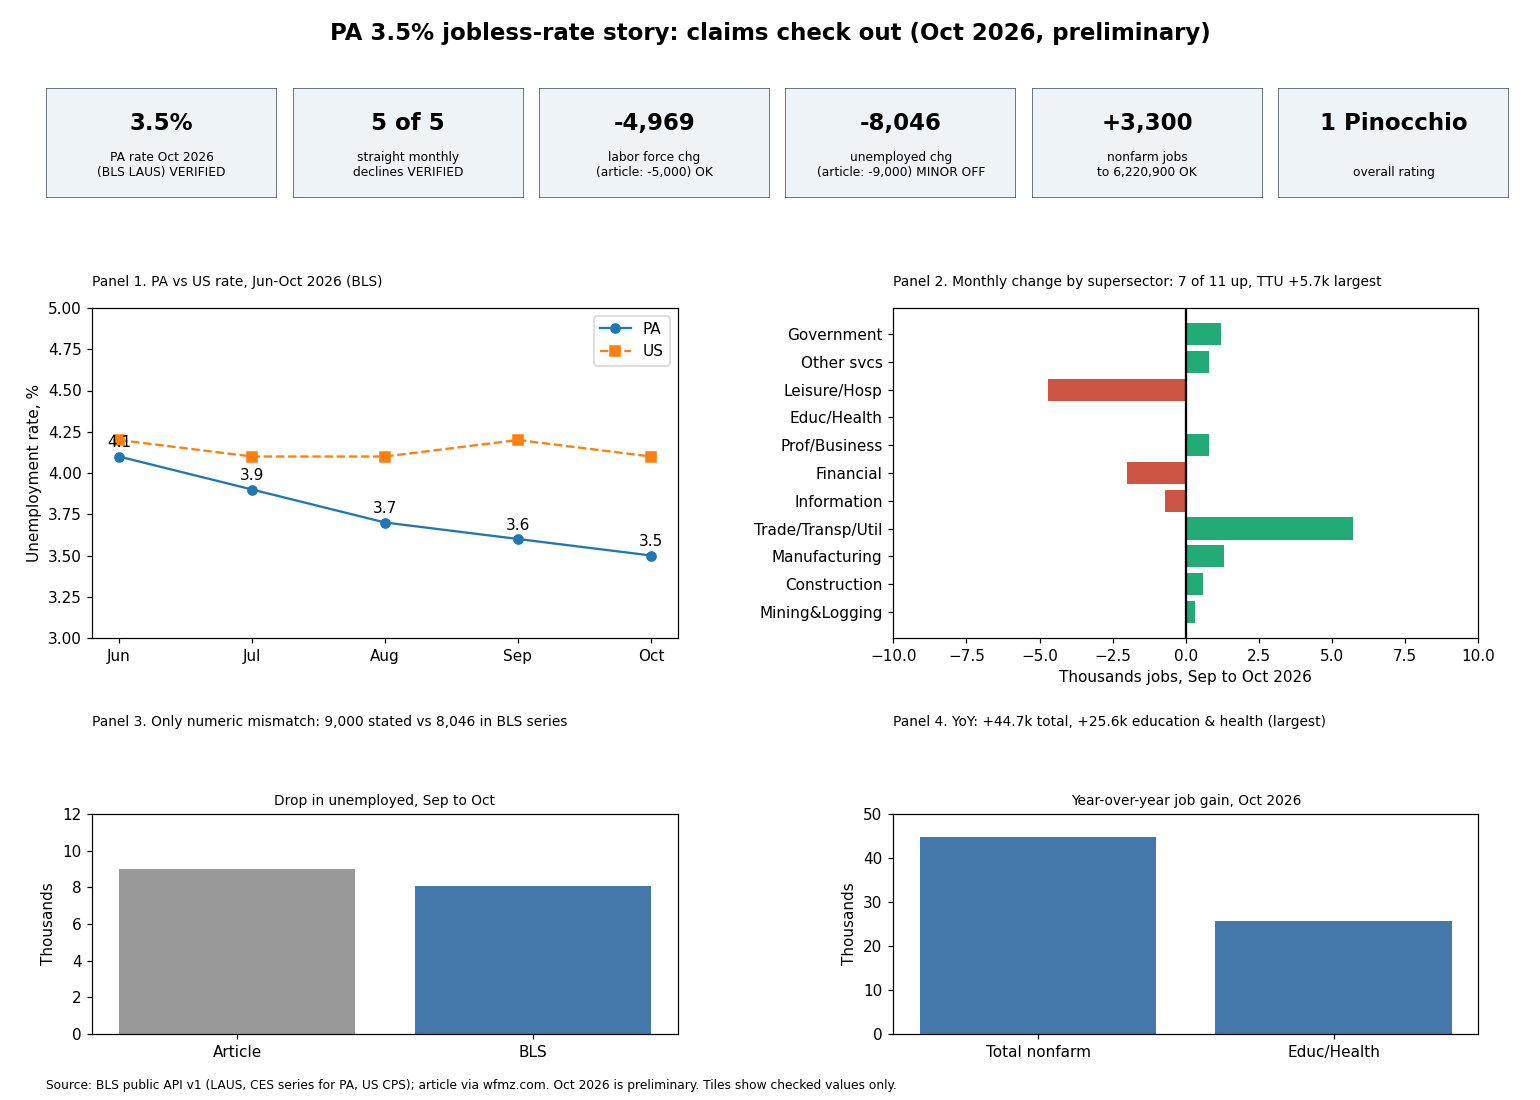 PA 3.5% jobless-rate story: claims check out (Oct 2026, preliminary)
3.5%
PA rate Oct 2026
(BLS LAUS) VERIFIED
5 of 5
straight monthly
declines VERIFIED
-4,969
labor force chg
(article: -5,000) OK
-8,046
unemployed chg
(article: -9,000) MINOR OFF
+3,300
nonfarm jobs
to 6,220,900 OK
1 Pinocchio
overall rating
Panel 1. PA vs US rate, Jun-Oct 2026 (BLS)
Unemployment rate, %
5.00
4.75
4.50
4.25
4.00
3.75
3.50
3.25
3.00
PA
US
4.1
3.9
3.7
3.6
3.5
Jun
Jul
Aug
Sep
Oct
Panel 2. Monthly change by supersector: 7 of 11 up, TTU +5.7k largest
Government
Other svcs
Leisure/Hosp
Educ/Health
Prof/Business
Financial
Information
Trade/Transp/Util
Manufacturing
Construction
Mining&Logging
−10.0
−7.5
−5.0
−2.5
0.0
2.5
5.0
7.5
10.0
Thousands jobs, Sep to Oct 2026
Panel 3. Only numeric mismatch: 9,000 stated vs 8,046 in BLS series
Drop in unemployed, Sep to Oct
Thousands
12
10
8
6
4
2
0
Article
BLS
Panel 4. YoY: +44.7k total, +25.6k education & health (largest)
Year-over-year job gain, Oct 2026
Thousands
50
40
30
20
10
0
Total nonfarm
Educ/Health
Source: BLS public API v1 (LAUS, CES series for PA, US CPS); article via wfmz.com. Oct 2026 is preliminary. Tiles show checked values only.